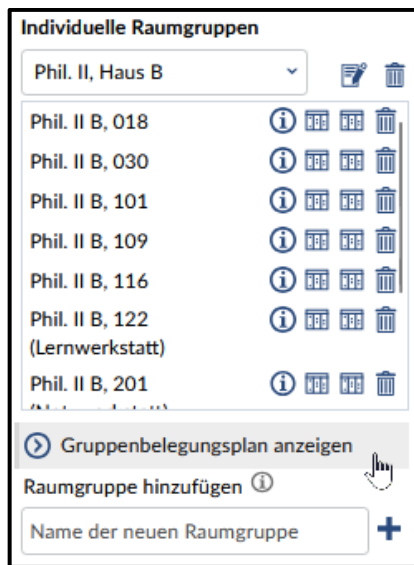 Individuelle Raumgruppen
Phil. II, Haus B
Phil. II B, 018
Phil. II B, 030
Phil. II B, 101
Phil. II B, 109
Phil. II B, 116
Phil. II B, 122
(Lernwerkstatt)
Phil. II B, 201
Gruppenbelegungsplan anzeigen
Raumgruppe hinzufügen
Name der neuen Raumgruppe